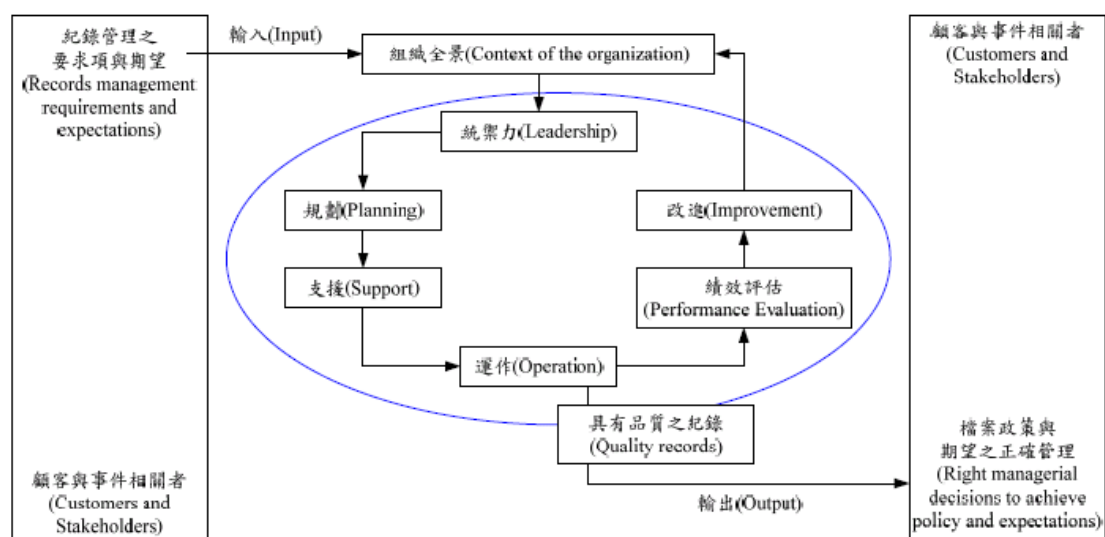 紀錄管理之
要求項與期望
(Records management
requirements and
expectations)
顧客與事件相關者
(Customers and
Stakeholders)
輸入(Input)
組織全景(Context of the organization)
統禦力(Leadership)
規劃(Planning)
支援(Support)
運作(Operation)
改進(Improvement)
績效評估
(Performance Evaluation)
具有品質之紀錄
(Quality records)
輸出(Output)
顧客與事件相關者
(Customers and
Stakeholders)
檔案政策與
期望之正確管理
(Right managerial
decisions to achieve
policy and expectations)